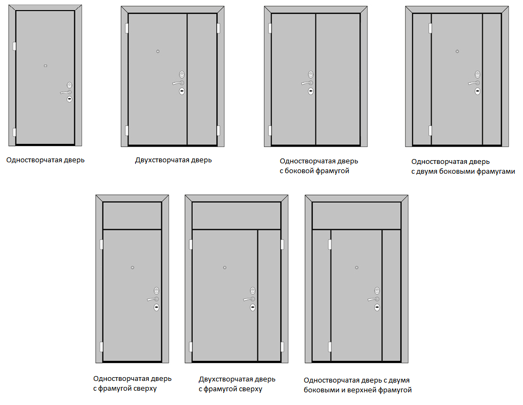 Одностворчатая дверь
Двухстворчатая дверь
Одностворчатая дверь
с боковой фрамугой
Одностворчатая дверь
с двумя боковыми фрамугами
Одностворчатая дверь
с фрамугой сверху
Двухстворчатая дверь
с фрамугой сверху
Одностворчатая дверь с двумя
боковыми и верхней фрамугой